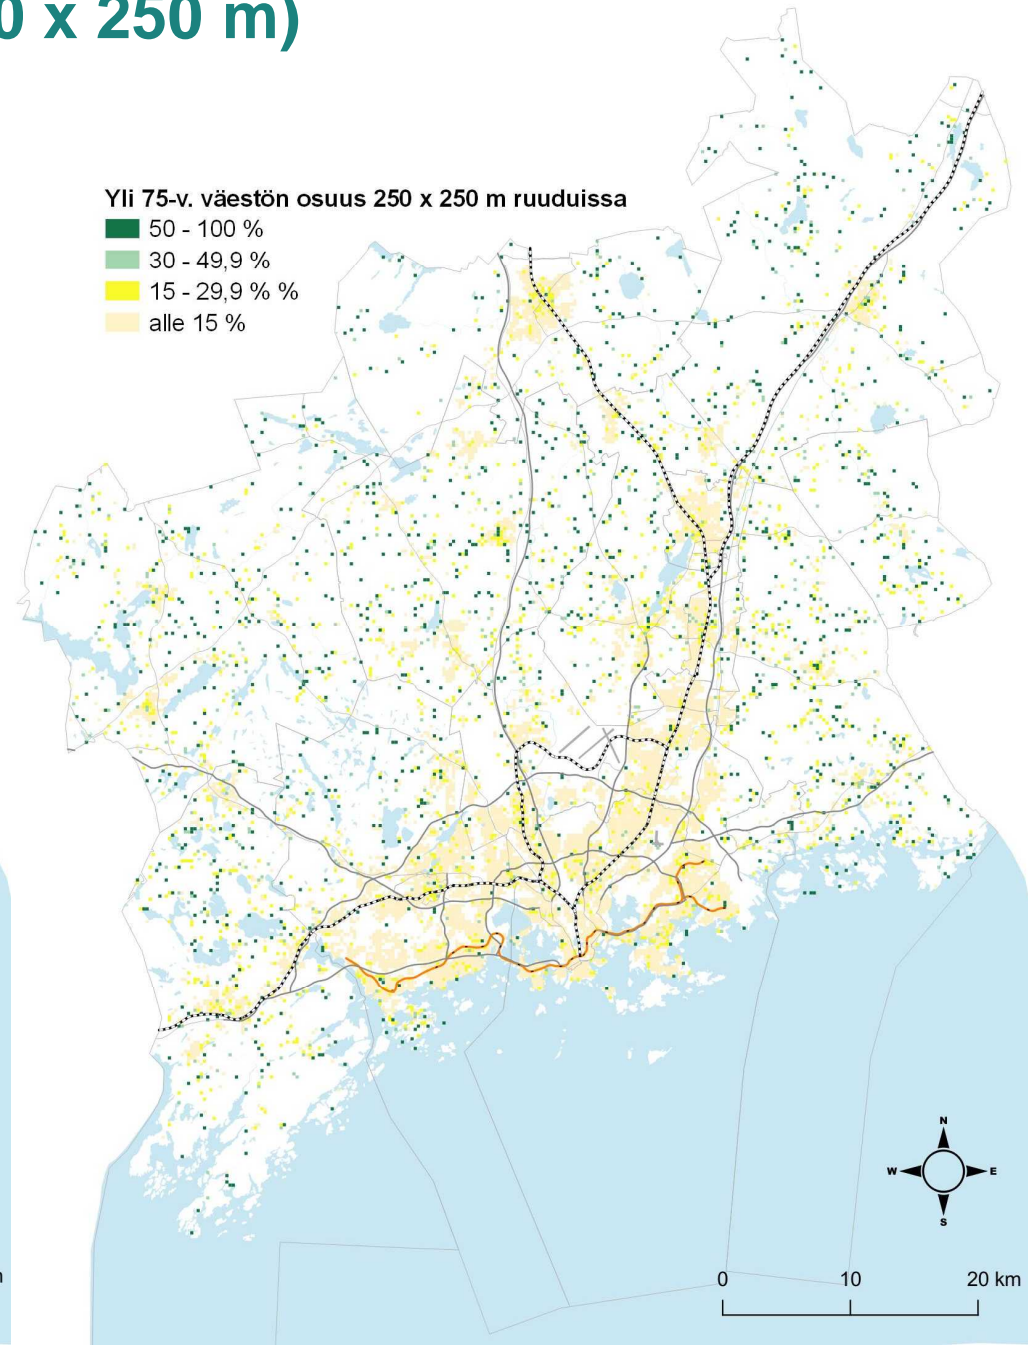 0 x 250 m)
Yli 75-v. väestön osuus 250 x 250 m ruuduissa
50 - 100 %
30 - 49,9 %
15 - 29,9 % %
alle 15 %
N
W E
S
0 10 20 km